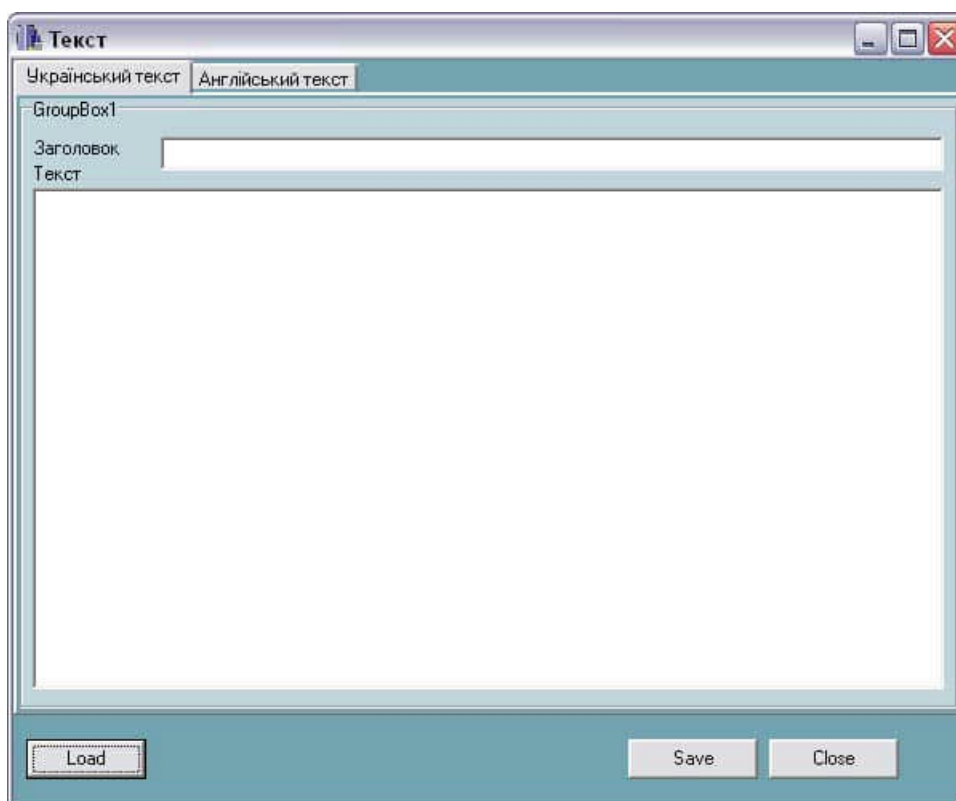 Текст
Український текст Англійський текст
GroupBox1
Заголовок
Текст
Load Save Close